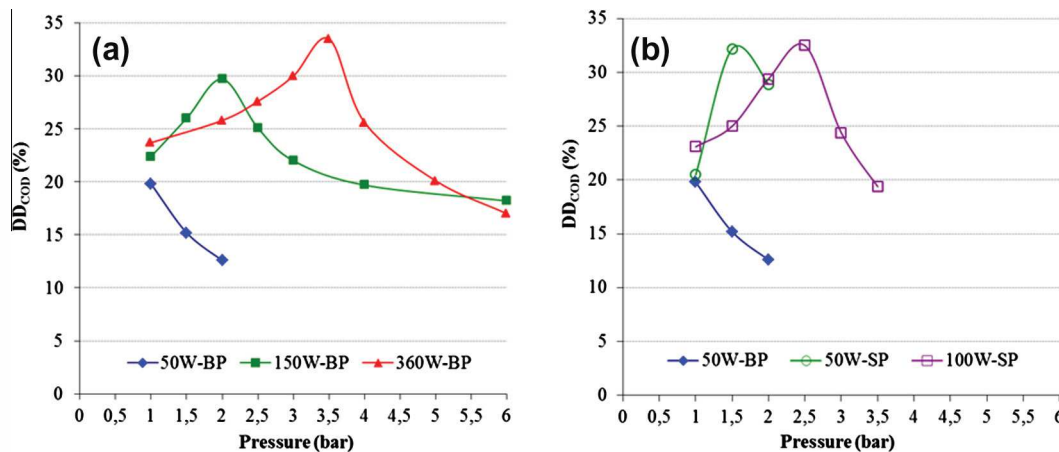 (a)
DD_COD (%)
35
30
25
20
15
10
5
0
50W-BP 150W-BP 360W-BP
0 0,5 1 1,5 2 2,5 3 3,5 4 4,5 5 5,5 6
Pressure (bar)
(b)
DD_COD (%)
35
30
25
20
15
10
5
0
50W-BP 50W-SP 100W-SP
0 0,5 1 1,5 2 2,5 3 3,5 4 4,5 5 5,5 6
Pressure (bar)